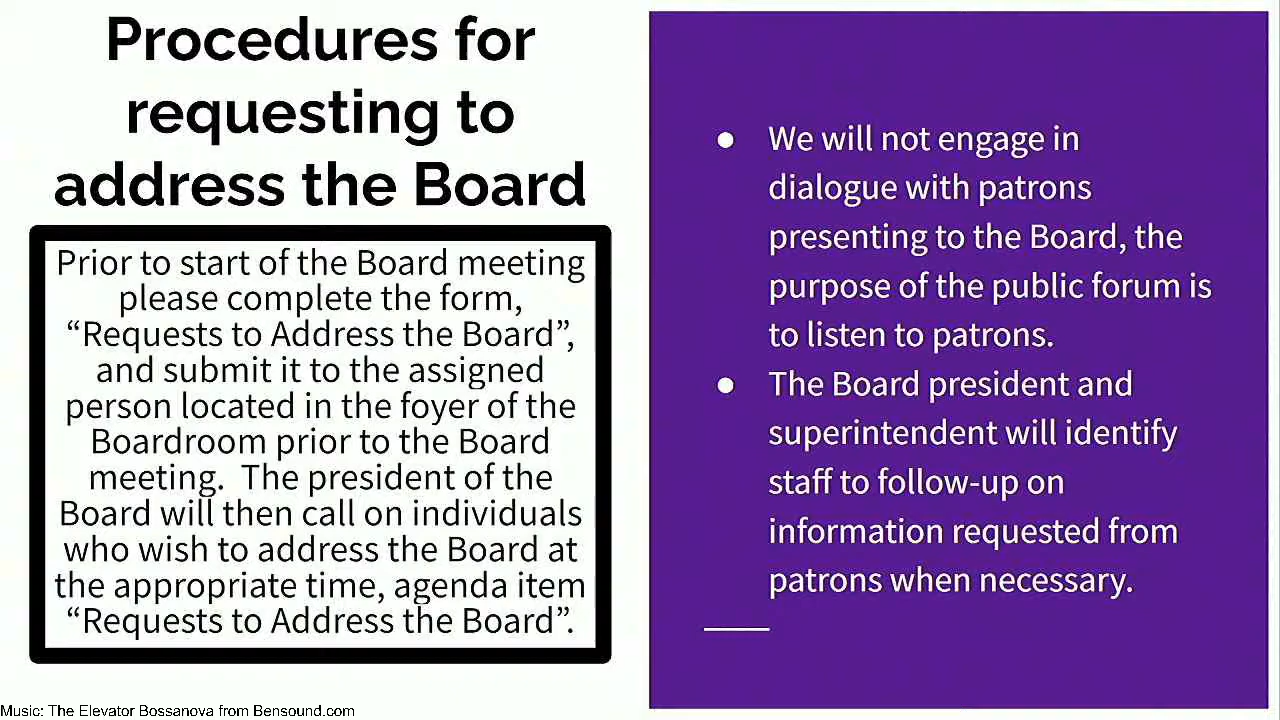 Procedures for
requesting to
address the Board
Prior to start of the Board meeting
please complete the form,
“Requests to Address the Board”,
and submit it to the assigned
person located in the foyer of the
Boardroom prior to the Board
meeting.  The president of the
Board will then call on individuals
who wish to address the Board at
the appropriate time, agenda item
“Requests to Address the Board”.
● We will not engage in
dialogue with patrons
presenting to the Board, the
purpose of the public forum is
to listen to patrons.
● The Board president and
superintendent will identify
staff to follow-up on
information requested from
patrons when necessary.
Music: The Elevator Bossanova from Bensound.com